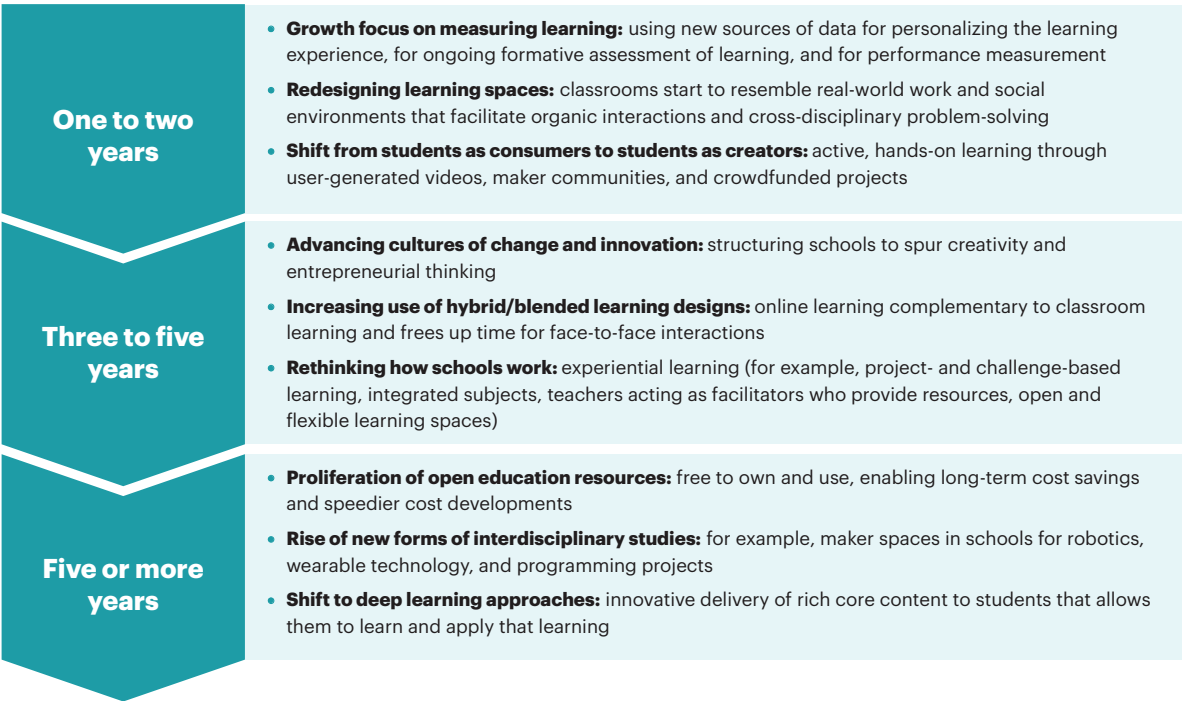 One to two
years
• Growth focus on measuring learning: using new sources of data for personalizing the learning
experience, for ongoing formative assessment of learning, and for performance measurement
• Redesigning learning spaces: classrooms start to resemble real-world work and social
environments that facilitate organic interactions and cross-disciplinary problem-solving
• Shift from students as consumers to students as creators: active, hands-on learning through
user-generated videos, maker communities, and crowdfunded projects
Three to five
years
• Advancing cultures of change and innovation: structuring schools to spur creativity and
entrepreneurial thinking
• Increasing use of hybrid/blended learning designs: online learning complementary to classroom
learning and frees up time for face-to-face interactions
• Rethinking how schools work: experiential learning (for example, project- and challenge-based
learning, integrated subjects, teachers acting as facilitators who provide resources, open and
flexible learning spaces)
Five or more
years
• Proliferation of open education resources: free to own and use, enabling long-term cost savings
and speedier cost developments
• Rise of new forms of interdisciplinary studies: for example, maker spaces in schools for robotics,
wearable technology, and programming projects
• Shift to deep learning approaches: innovative delivery of rich core content to students that allows
them to learn and apply that learning